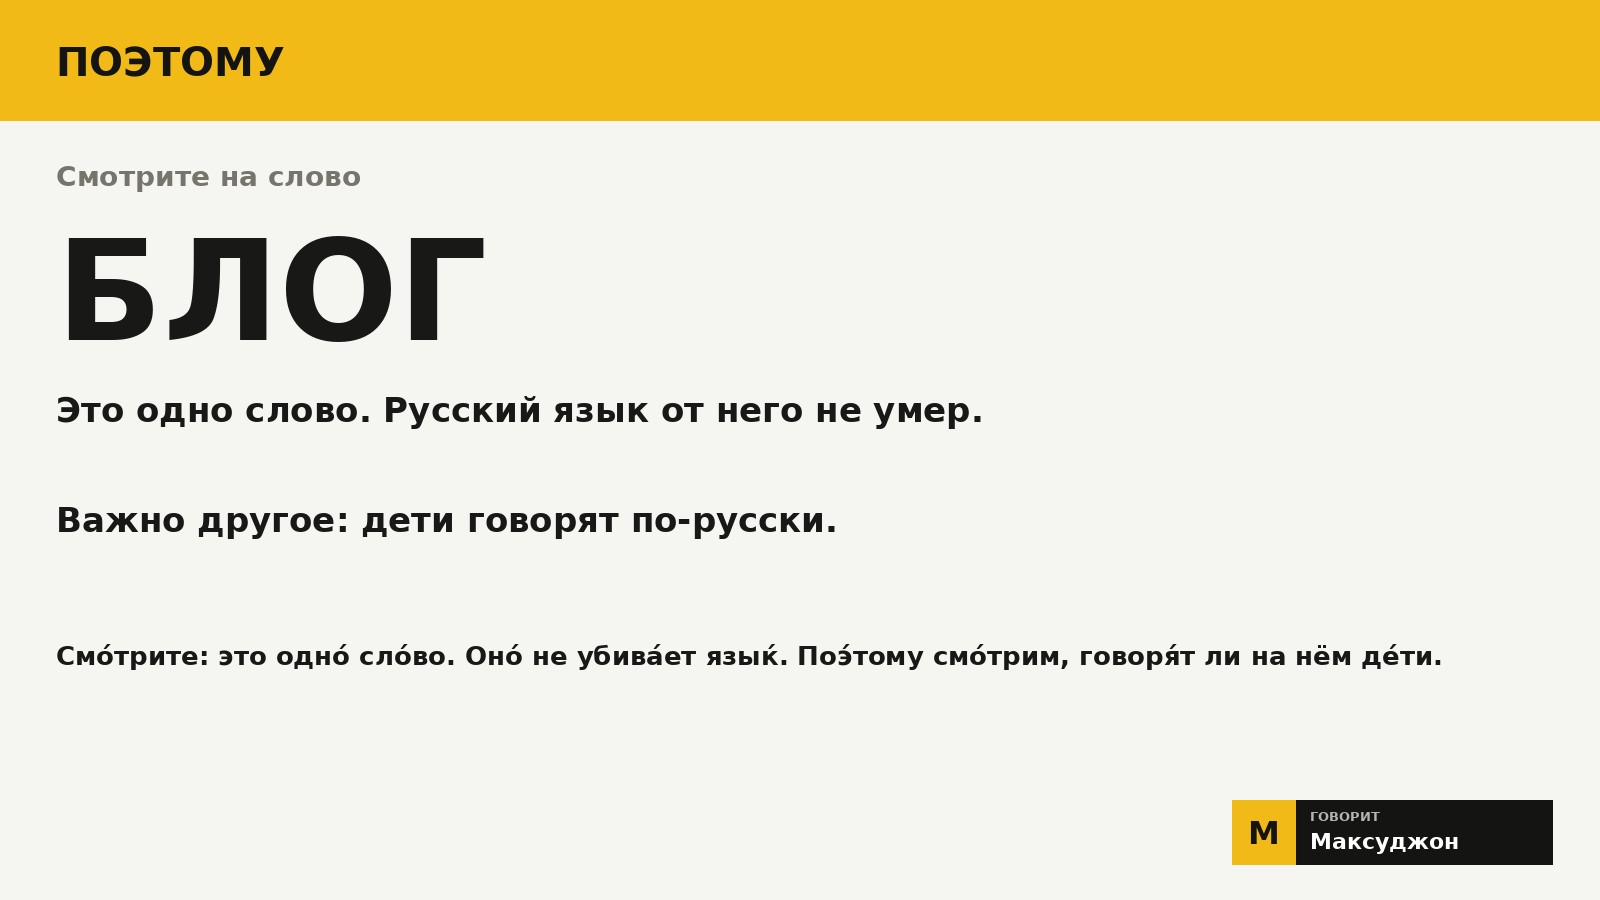 ПОЭТОМУ
Смотрите на слово
БЛОГ
Это одно слово. Русский язык от него не умер.
Важно другое: дети говорят по-русски.
Смо́трите: это одно́ сло́во. Оно́ не убива́ет языќ. Поэ́тому смо́трим, говоря́т ли на нём де́ти.
М
ГОВОРИТ
Максуджон